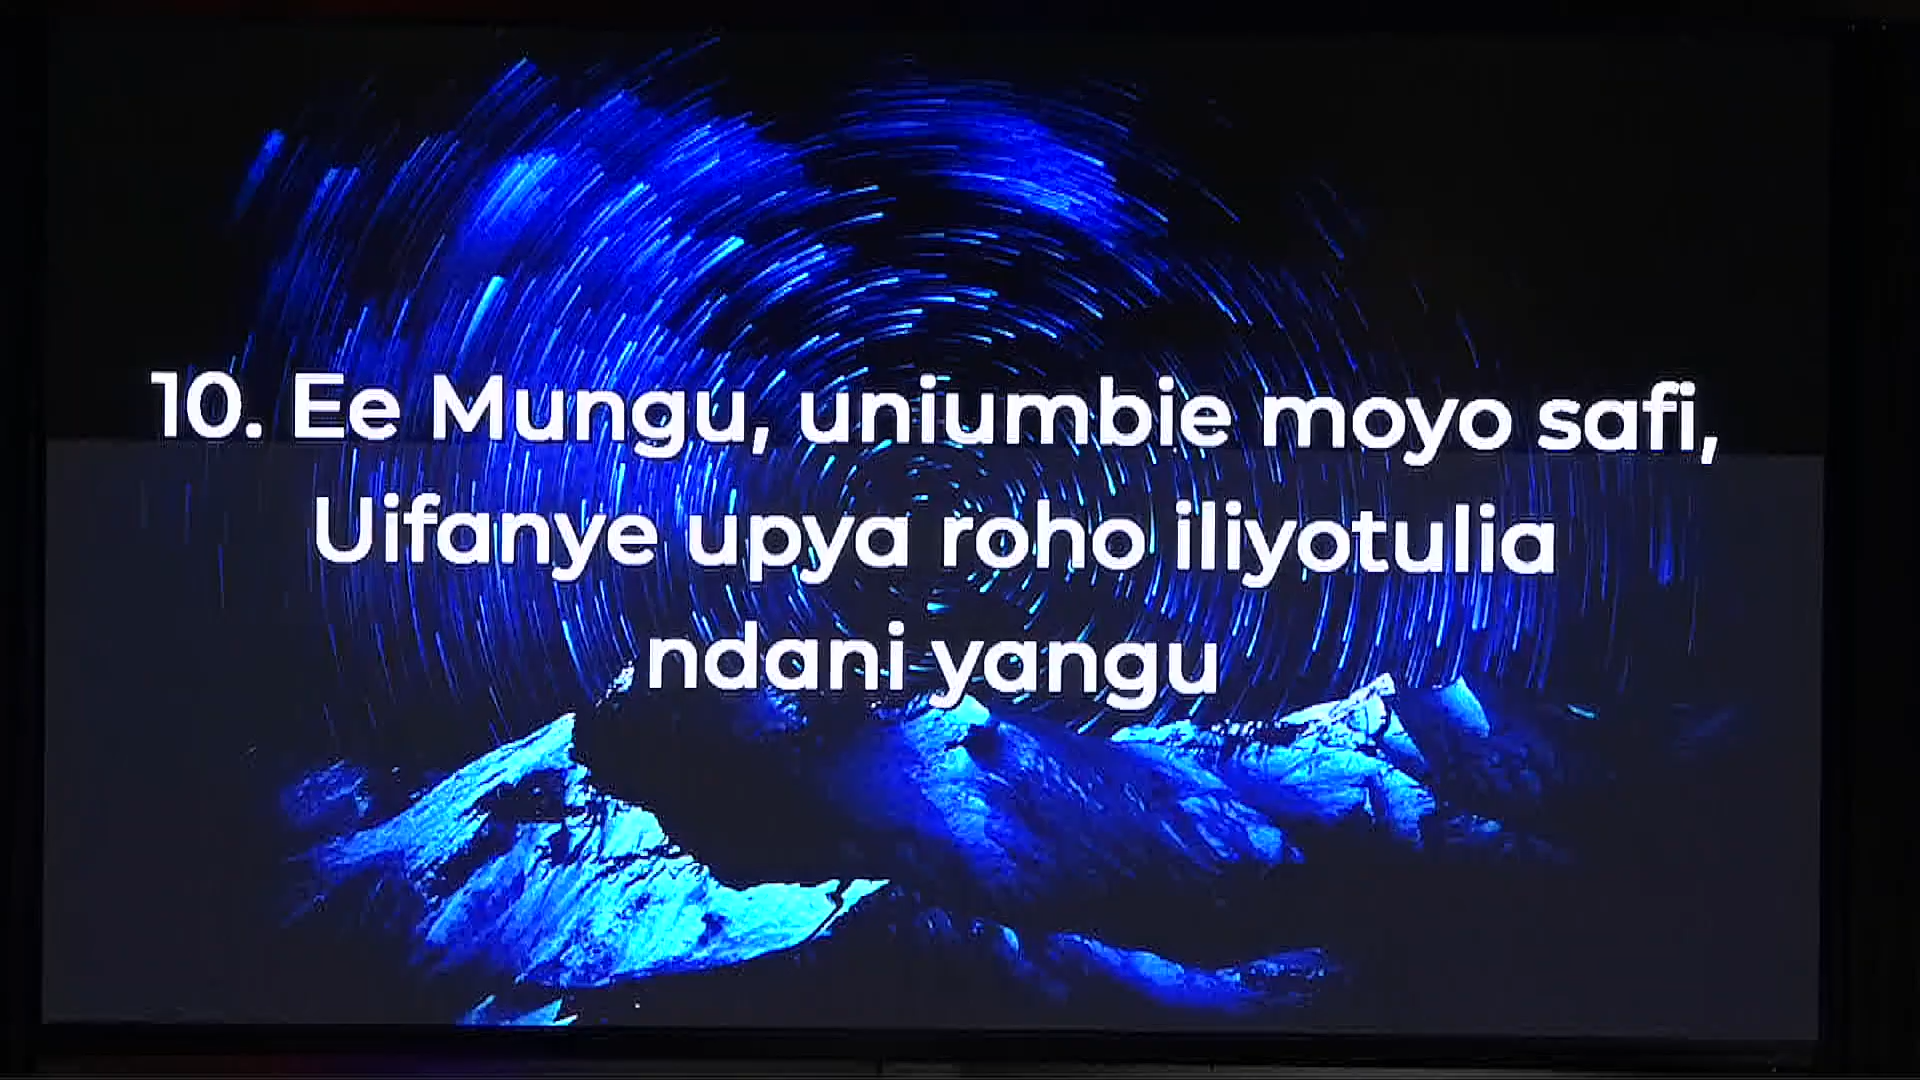 10. Ee Mungu, uniumbie moyo safi,
Uifanye upya roho iliyotulia
ndani yangu